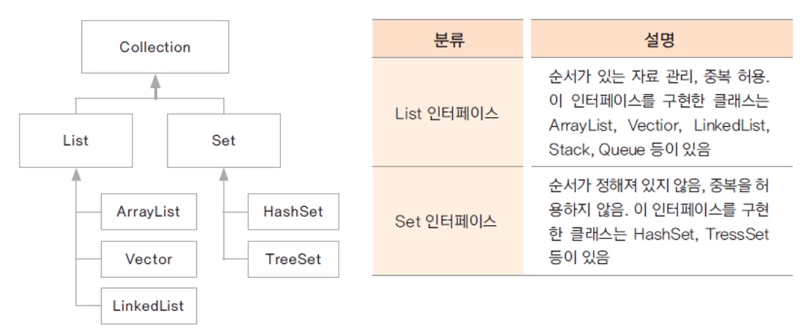 Collection
List
Set
ArrayList
HashSet
Vector
TreeSet
LinkedList
분류
설명
List 인터페이스
순서가 있는 자료 관리, 중복 허용.
이 인터페이스를 구현한 클래스는
ArrayList, Vectior, LinkedList,
Stack, Queue 등이 있음
Set 인터페이스
순서가 정해져 있지 않음, 중복을 허
용하지 않음. 이 인터페이스를 구현
한 클래스는 HashSet, TressSet
등이 있음